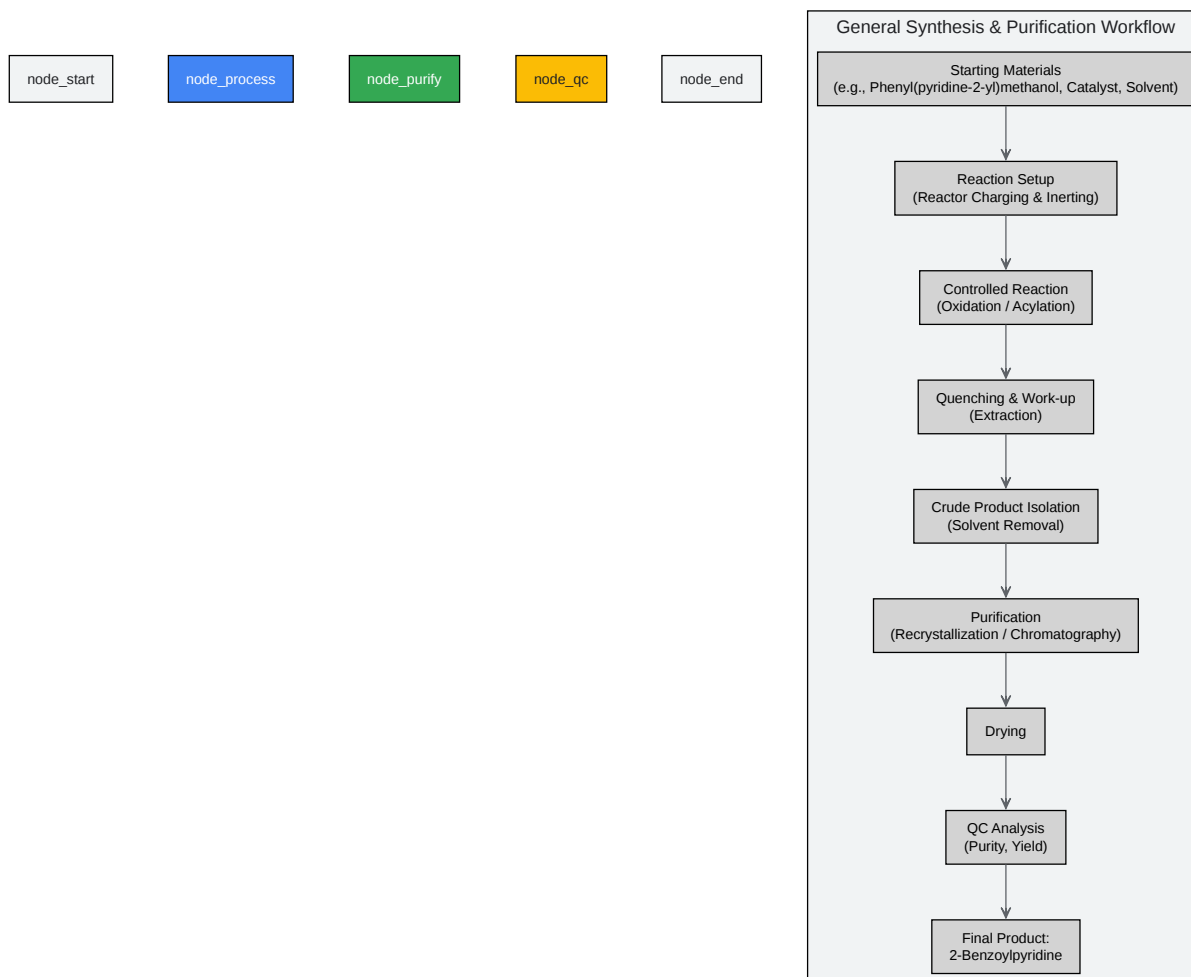 General Synthesis & Purification Workflow
node_start
node_process
node_purify
node_qc
node_end
Starting Materials
(e.g., Phenyl(pyridine-2-yl)methanol, Catalyst, Solvent)
Reaction Setup
(Reactor Charging & Inerting)
Controlled Reaction
(Oxidation / Acylation)
Quenching & Work-up
(Extraction)
Crude Product Isolation
(Solvent Removal)
Purification
(Recrystallization / Chromatography)
Drying
QC Analysis
(Purity, Yield)
Final Product:
2-Benzoylpyridine